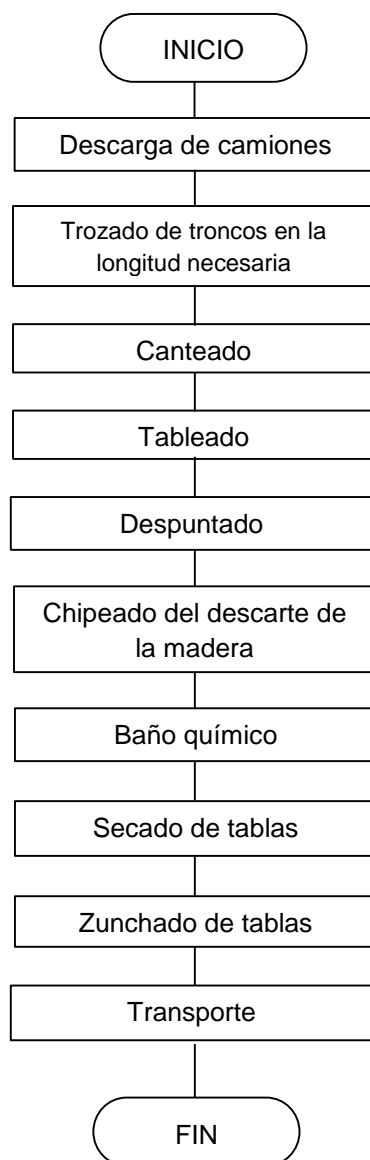 INICIO
Descarga de camiones
Trozado de troncos en la
longitud necesaria
Canteado
Tableado
Despuntado
Chipeado del descarte de
la madera
Baño químico
Secado de tablas
Zunchado de tablas
Transporte
FIN